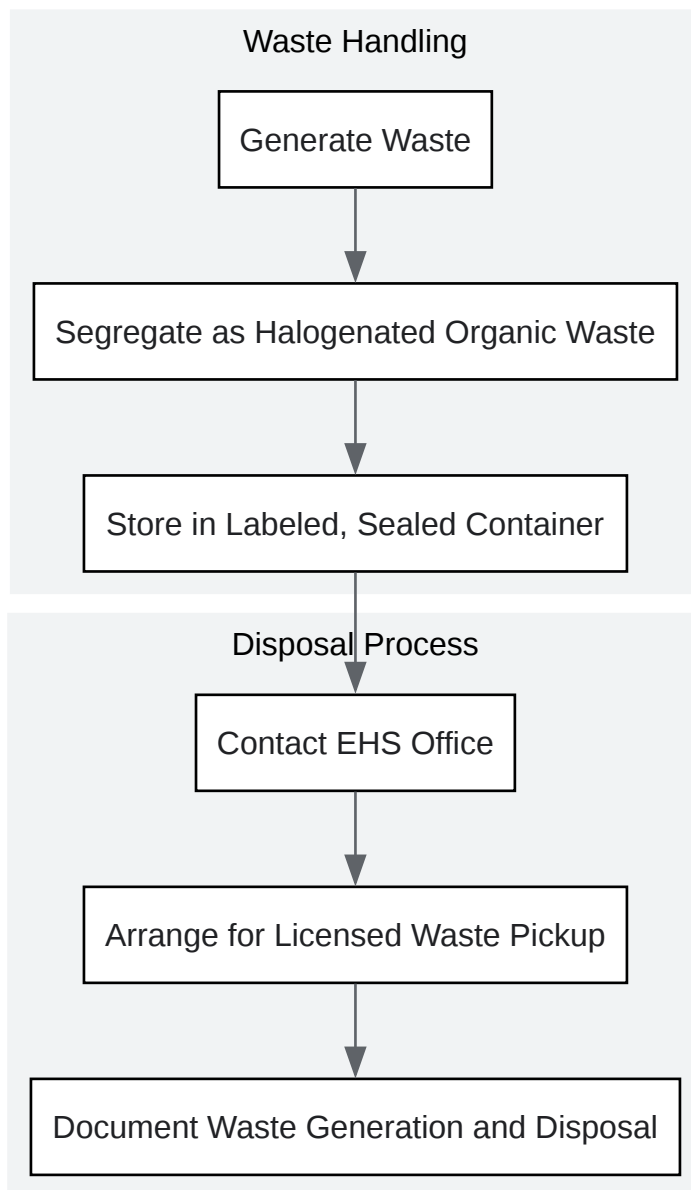 Waste Handling
Generate Waste
Segregate as Halogenated Organic Waste
Store in Labeled, Sealed Container
Disposal Process
Contact EHS Office
Arrange for Licensed Waste Pickup
Document Waste Generation and Disposal